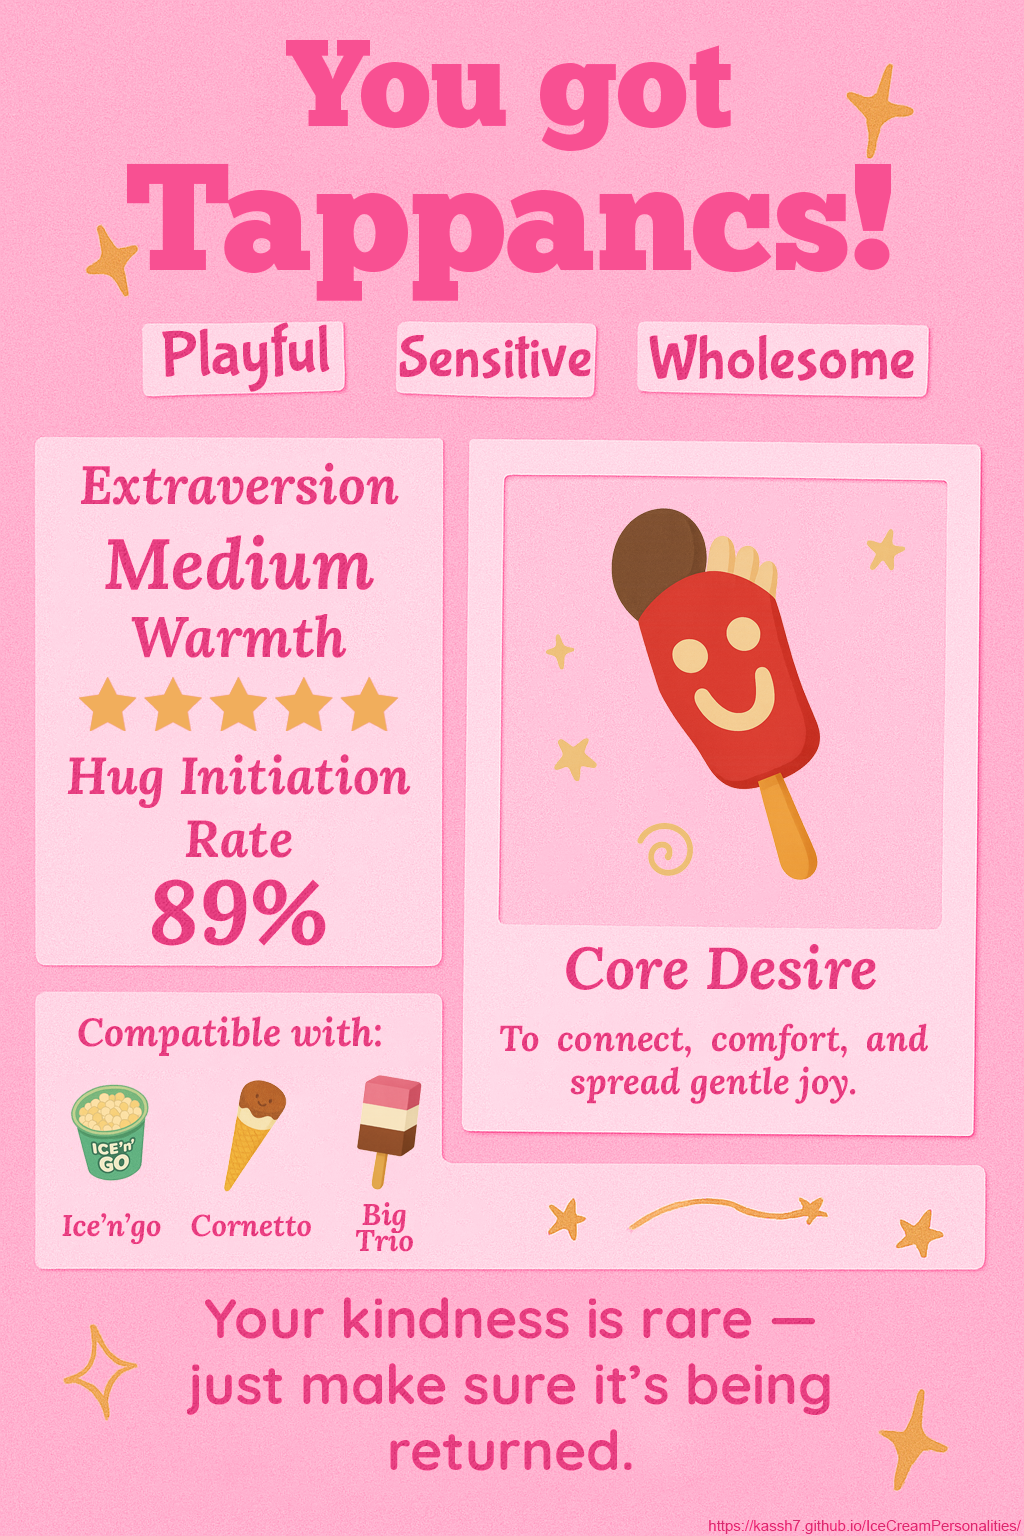 You got
Tappancs!
Playful
Sensitive
Wholesome
Extraversion
Medium
Warmth
Hug Initiation
Rate
89%
Core Desire
To connect, comfort, and
spread gentle joy.
Compatible with:
ICE'n'
GO
Ice'n'go
Cornetto
Big
Trio
Your kindness is rare —
just make sure it's being
returned.
https://kassh7.github.io/IceCreamPersonalities/